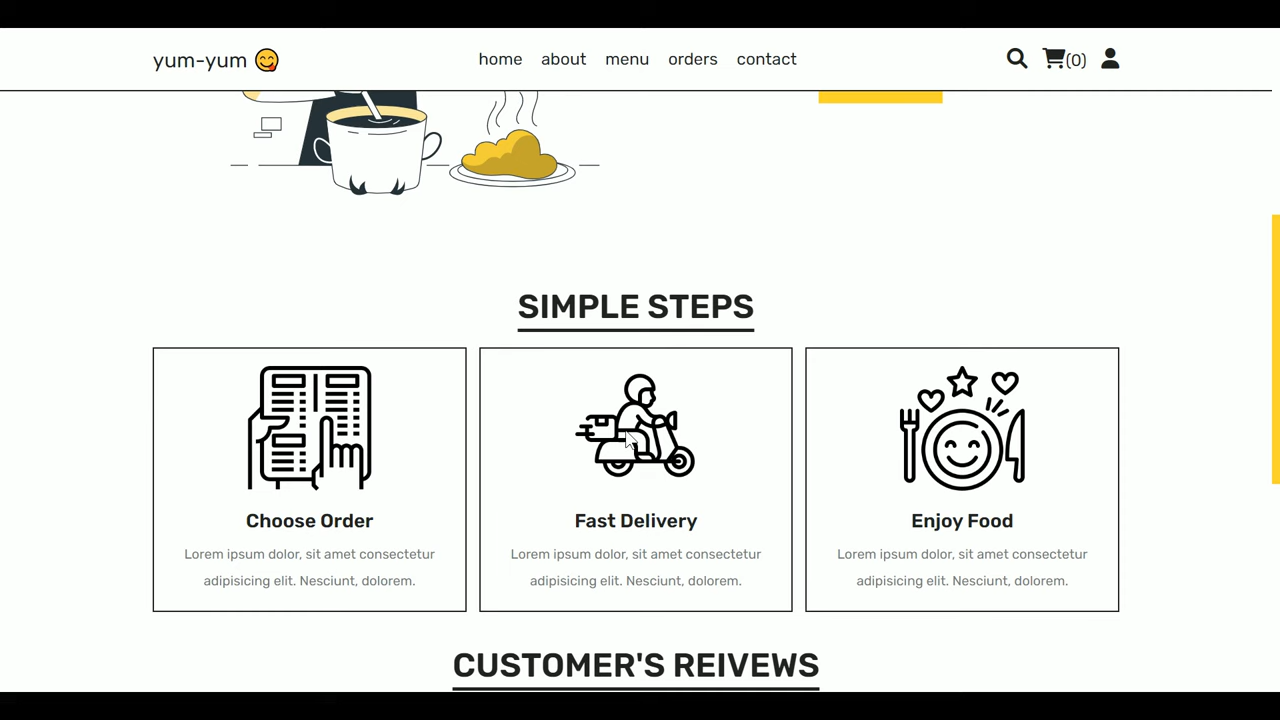 yum-yum 😋 home about menu orders contact (0)
SIMPLE STEPS
Choose Order
Lorem ipsum dolor, sit amet consectetur
adipisicing elit. Nesciunt, dolorem.
Fast Delivery
Lorem ipsum dolor, sit amet consectetur
adipisicing elit. Nesciunt, dolorem.
Enjoy Food
Lorem ipsum dolor, sit amet consectetur
adipisicing elit. Nesciunt, dolorem.
CUSTOMER'S REIVEWS